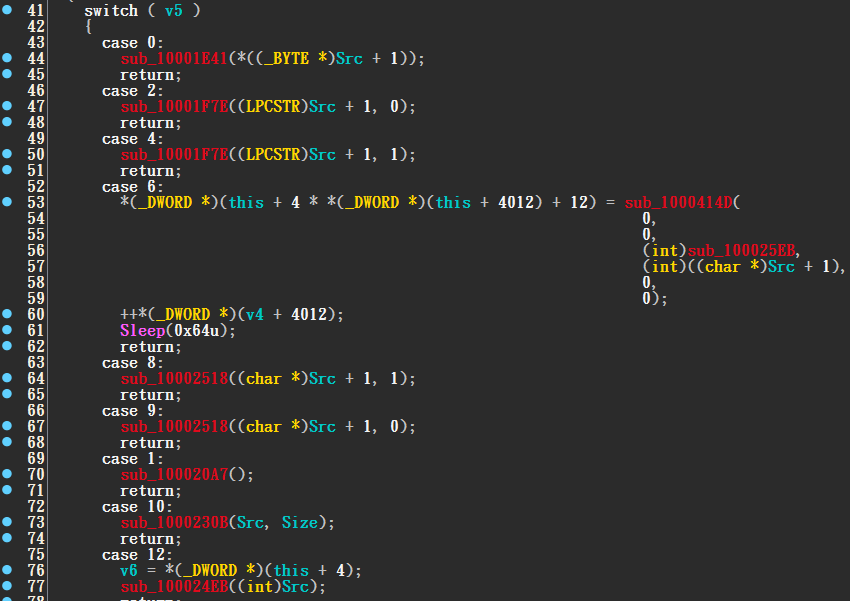 41 switch ( v5 )
42 {
43 case 0:
44 sub_10001E41(*((_BYTE *)Src + 1));
45 return;
46 case 2:
47 sub_10001F7E((LPCSTR)Src + 1, 0);
48 return;
49 case 4:
50 sub_10001F7E((LPCSTR)Src + 1, 1);
51 return;
52 case 6:
53 *(_DWORD *)(this + 4 * *(_DWORD *)(this + 4012) + 12) = sub_1000414D(
54 0,
55 0,
56 (int)sub_100025EB,
57 (int)((char *)Src + 1),
58 0,
59 0);
60 ++*(_DWORD *)(v4 + 4012);
61 Sleep(0x64u);
62 return;
63 case 8:
64 sub_10002518((char *)Src + 1, 1);
65 return;
66 case 9:
67 sub_10002518((char *)Src + 1, 0);
68 return;
69 case 1:
70 sub_100020A7();
71 return;
72 case 10:
73 sub_1000230B(Src, Size);
74 return;
75 case 12:
76 v6 = *(_DWORD *)(this + 4);
77 sub_100024EB((int)Src);
78 return;